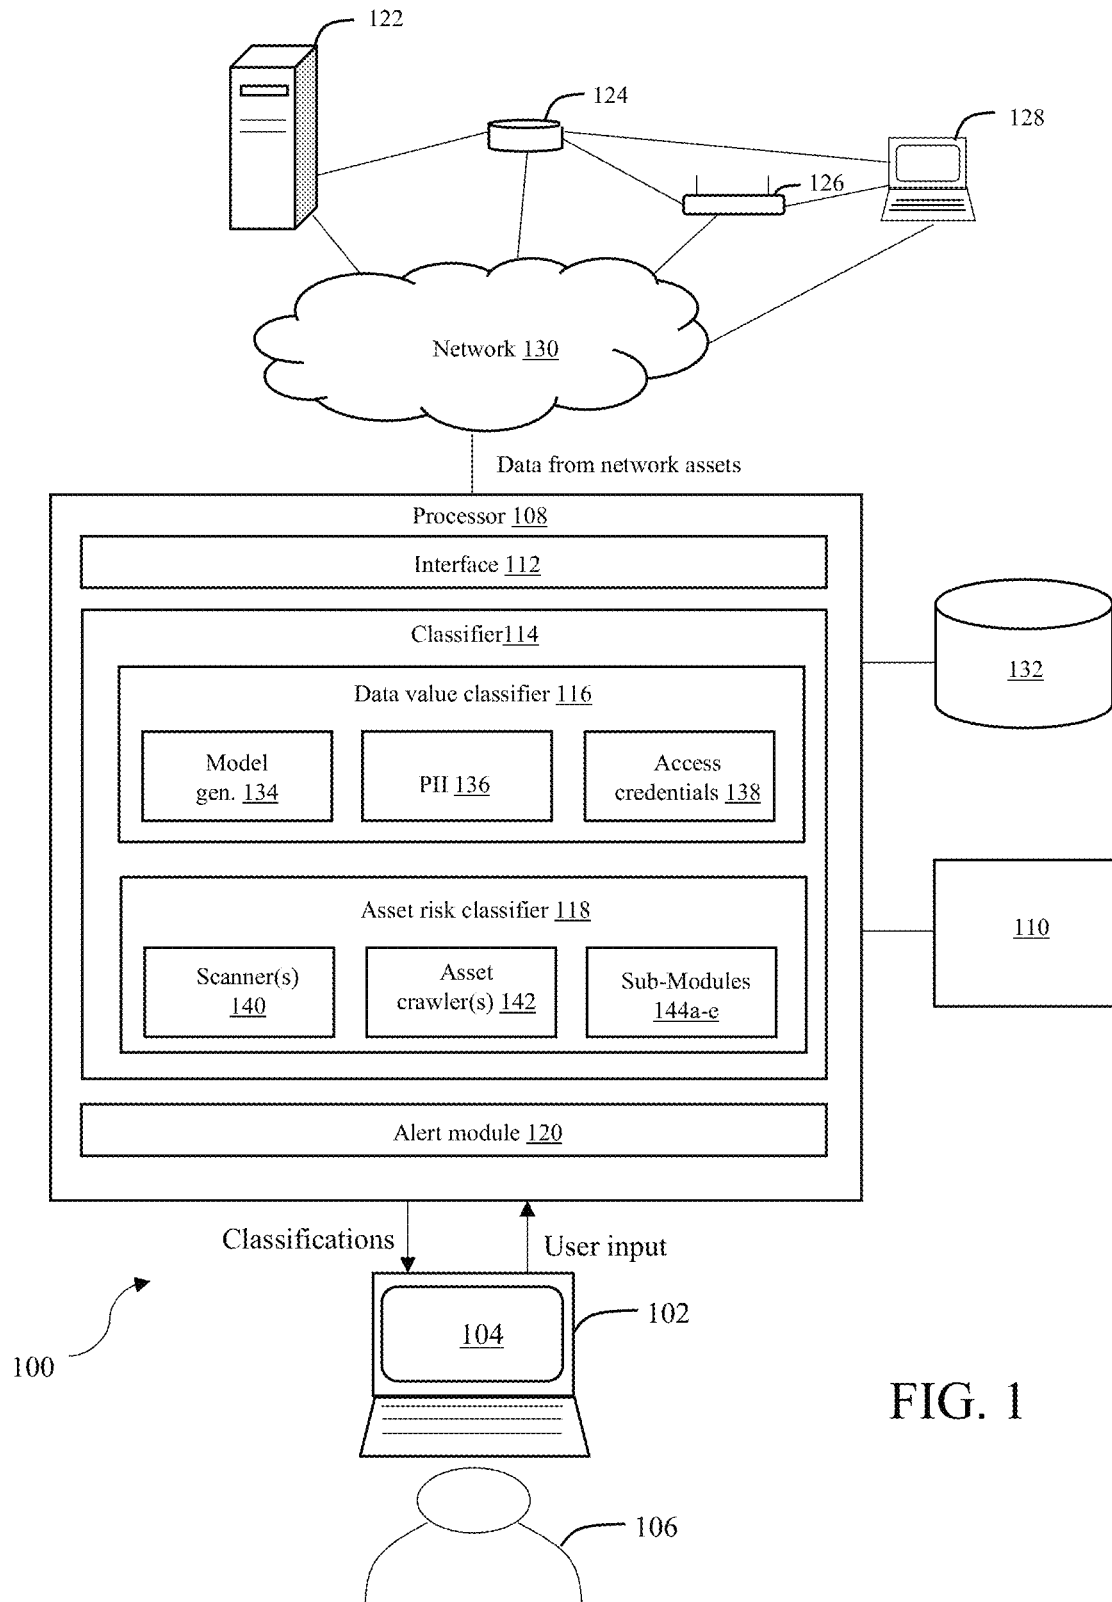 122
124
128
126
Network 130
Data from network assets
Processor 108
Interface 112
Classifier114
132
Data value classifier 116
Model
gen. 134
PII 136
Access
credentials 138
Asset risk classifier 118
110
Scanner(s)
140
Asset
crawler(s) 142
Sub-Modules
144a-e
Alert module 120
Classifications
User input
104
102
100
FIG. 1
106